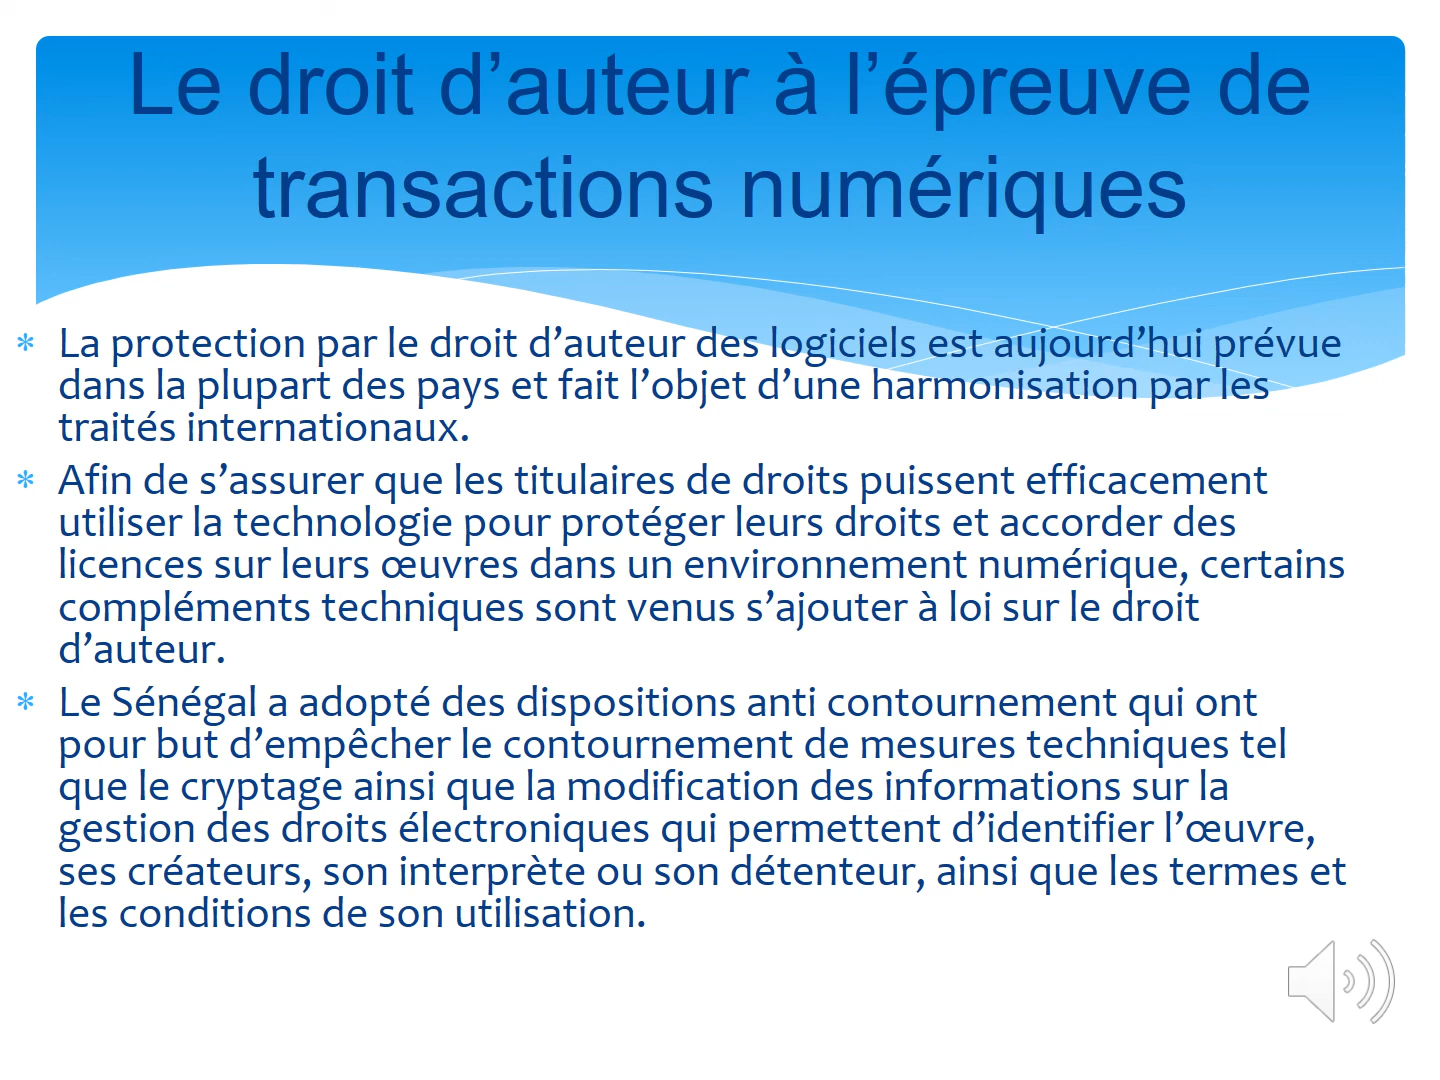 Le droit d’auteur à l’épreuve de
transactions numériques
* La protection par le droit d’auteur des logiciels est aujourd’hui prévue
dans la plupart des pays et fait l’objet d’une harmonisation par les
traités internationaux.
* Afin de s’assurer que les titulaires de droits puissent efficacement
utiliser la technologie pour protéger leurs droits et accorder des
licences sur leurs œuvres dans un environnement numérique, certains
compléments techniques sont venus s’ajouter à loi sur le droit
d’auteur.
* Le Sénégal a adopté des dispositions anti contournement qui ont
pour but d’empêcher le contournement de mesures techniques tel
que le cryptage ainsi que la modification des informations sur la
gestion des droits électroniques qui permettent d’identifier l’œuvre,
ses créateurs, son interprète ou son détenteur, ainsi que les termes et
les conditions de son utilisation.